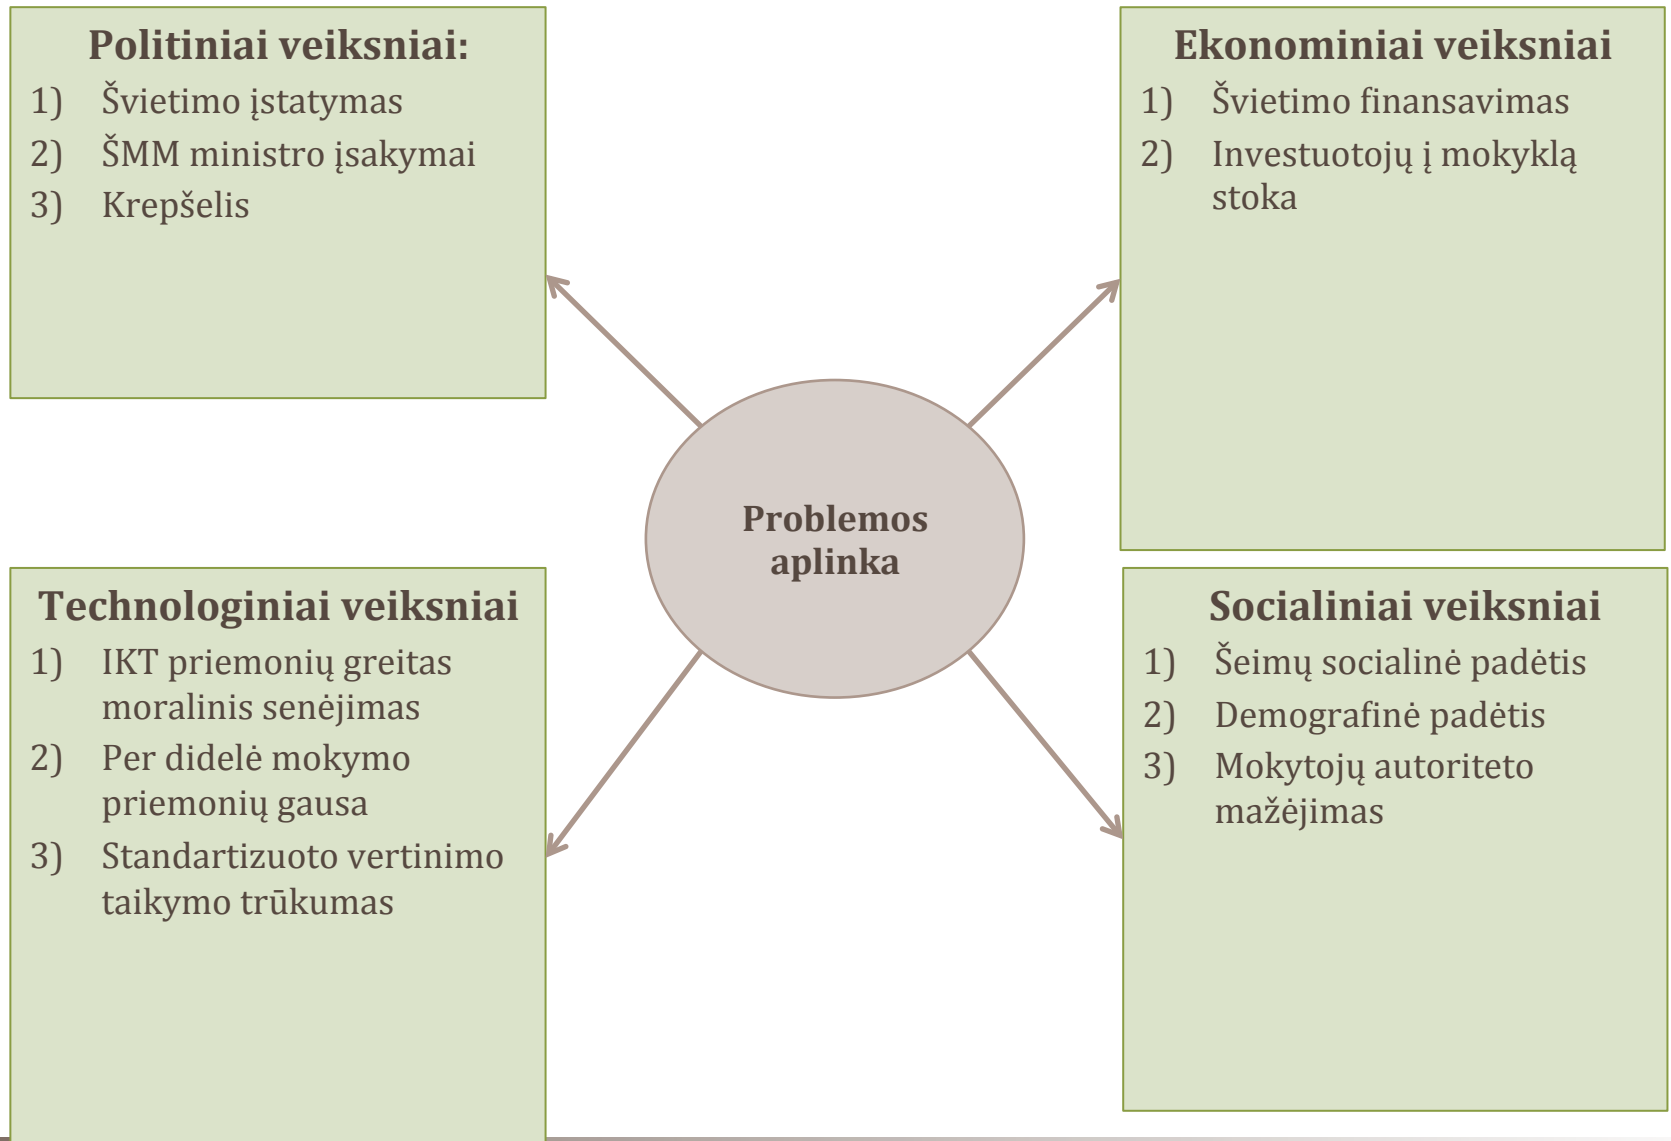 Politiniai veiksniai:
1) Švietimo įstatymas
2) ŠMM ministro įsakymai
3) Krepšelis
Ekonominiai veiksniai
1) Švietimo finansavimas
2) Investuotojų į mokyklą
stoka
Problemos
aplinka
Technologiniai veiksniai
1) IKT priemonių greitas
moralinis senėjimas
2) Per didelė mokymo
priemonių gausa
3) Standartizuoto vertinimo
taikymo trūkumas
Socialiniai veiksniai
1) Šeimų socialinė padėtis
2) Demografinė padėtis
3) Mokytojų autoriteto
mažėjimas